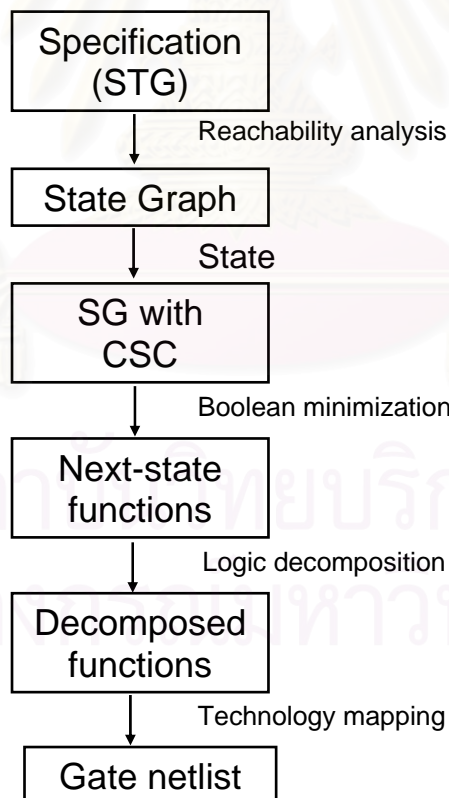 Specification
(STG)
Reachability analysis
State Graph
State
SG with
CSC
Boolean minimization
Next-state
functions
Logic decomposition
Decomposed
functions
Technology mapping
Gate netlist